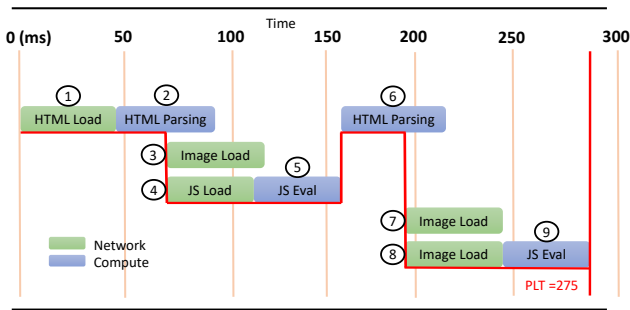 Time
0 (ms) 50 100 150 200 250 300
1 2 6
HTML Load HTML Parsing HTML Parsing
3 Image Load 5
4 JS Load JS Eval
7 Image Load 9
8 Image Load JS Eval
Network
Compute
PLT =275